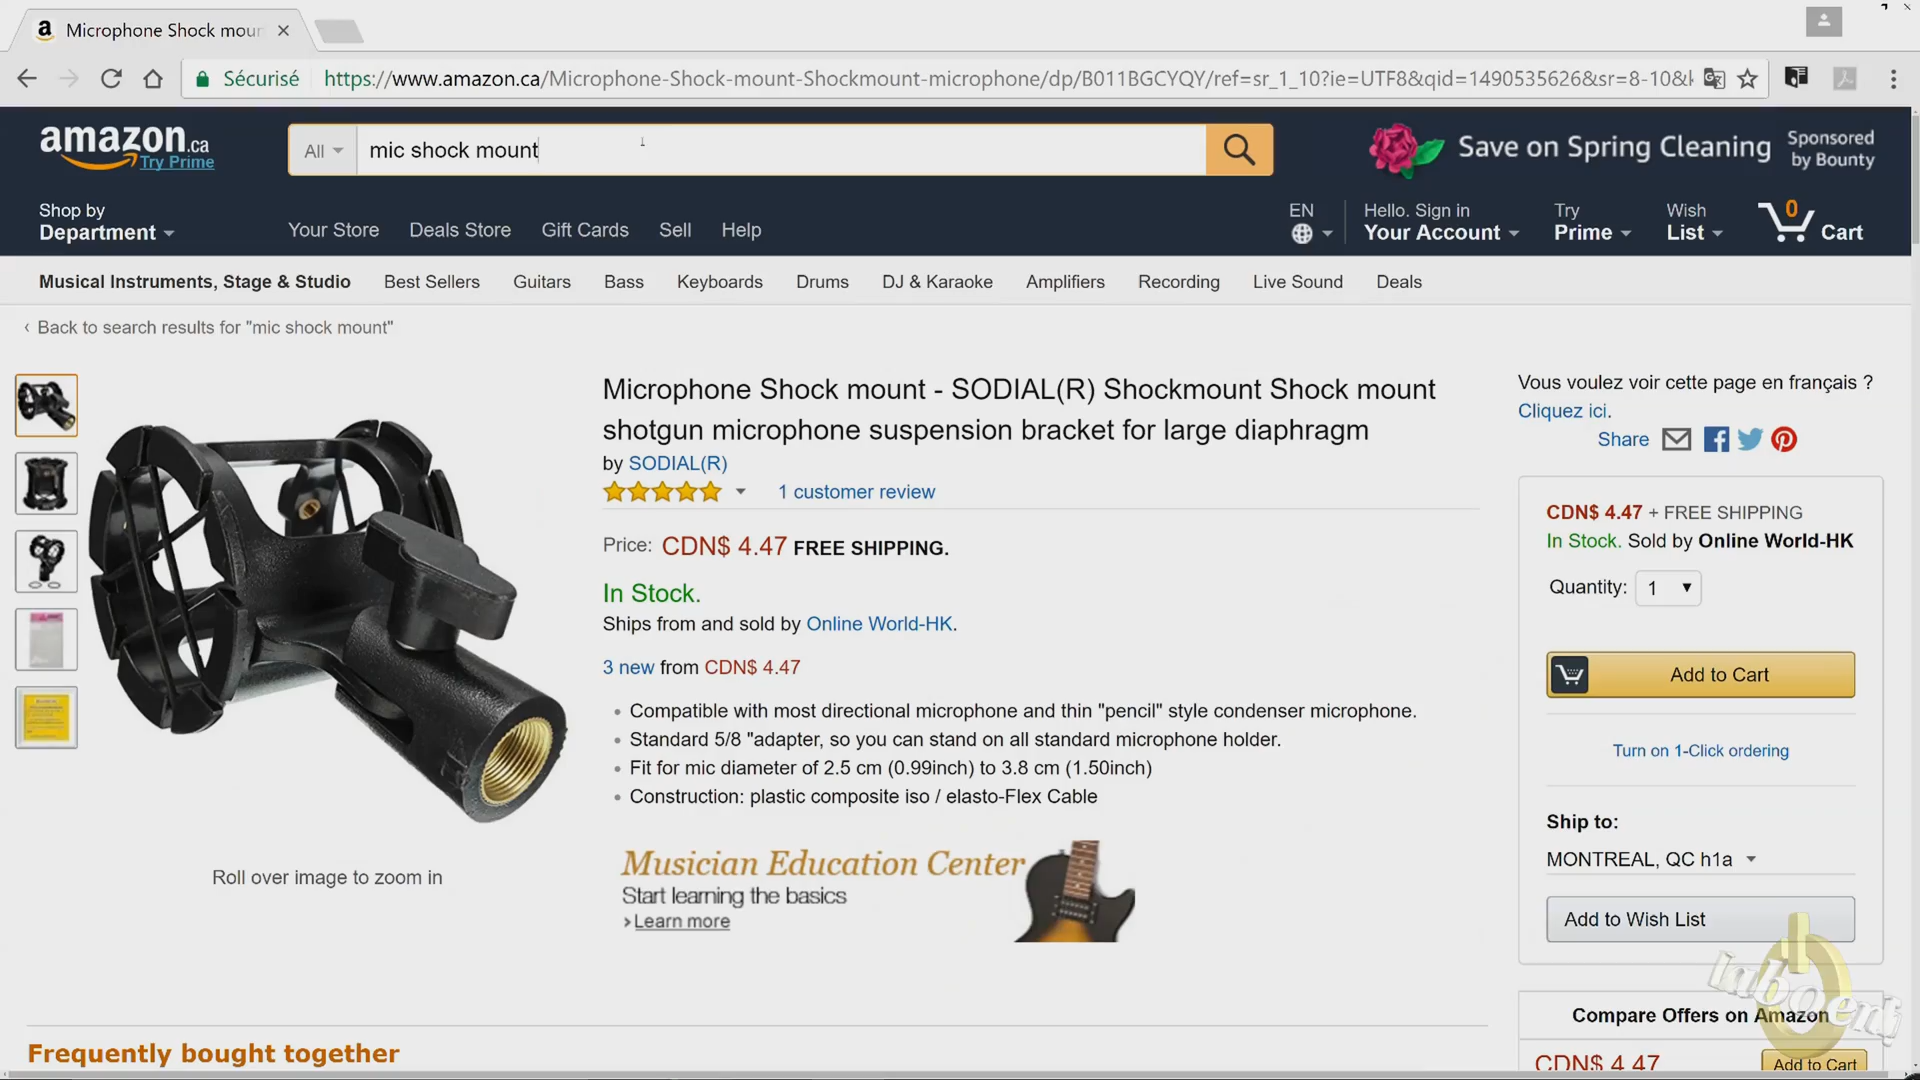 Microphone Shock moun
Sécurisé
https://www.amazon.ca/Microphone-Shock-mount-Shockmount-microphone/dp/B011BGCYQY/ref=sr_1_10?ie=UTF8&qid=1490535626&sr=8-10&k
amazon.ca
Try Prime
All
mic shock mount
Save on Spring Cleaning
Sponsored
by Bounty
Shop by
Department
Your Store
Deals Store
Gift Cards
Sell
Help
EN
Hello. Sign in
Your Account
Try
Prime
Wish
List
0
Cart
Musical Instruments, Stage & Studio
Best Sellers
Guitars
Bass
Keyboards
Drums
DJ & Karaoke
Amplifiers
Recording
Live Sound
Deals
‹ Back to search results for "mic shock mount"
Microphone Shock mount - SODIAL(R) Shockmount Shock mount
shotgun microphone suspension bracket for large diaphragm
by SODIAL(R)
1 customer review
Price: CDN$ 4.47 FREE SHIPPING.
In Stock.
Ships from and sold by Online World-HK.
3 new from CDN$ 4.47
Compatible with most directional microphone and thin "pencil" style condenser microphone.
Standard 5/8 "adapter, so you can stand on all standard microphone holder.
Fit for mic diameter of 2.5 cm (0.99inch) to 3.8 cm (1.50inch)
Construction: plastic composite iso / elasto-Flex Cable
Musician Education Center
Start learning the basics
›Learn more
Roll over image to zoom in
Vous voulez voir cette page en français ?
Cliquez ici.
Share
CDN$ 4.47 + FREE SHIPPING
In Stock. Sold by Online World-HK
Quantity: 1
Add to Cart
Turn on 1-Click ordering
Ship to:
MONTREAL, QC h1a
Add to Wish List
Compare Offers on Amazon
CDN$ 4.47
Add to Cart
Frequently bought together